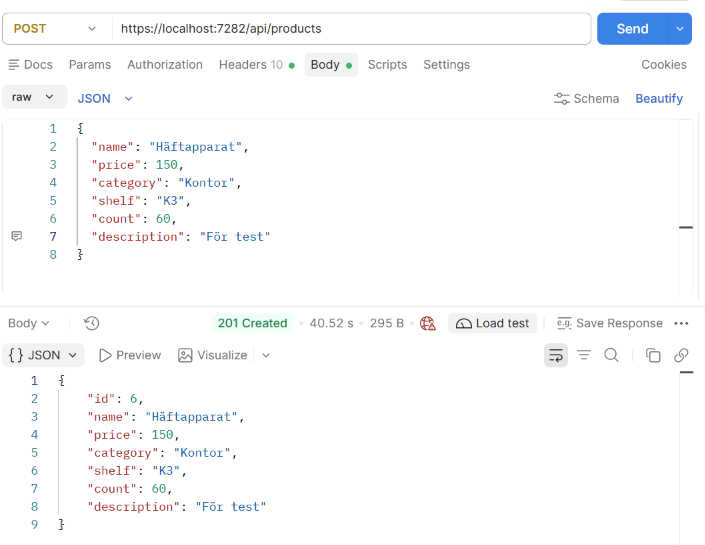 POST https://localhost:7282/api/products Send
Docs Params Authorization Headers 10 Body Scripts Settings Cookies
raw JSON Schema Beautify
1 {
2 "name": "Häftapparat",
3 "price": 150,
4 "category": "Kontor",
5 "shelf": "K3",
6 "count": 60,
7 "description": "För test"
8 }
Body 201 Created 40.52 s 295 B Load test e.g. Save Response
{} JSON Preview Visualize
1 {
2 "id": 6,
3 "name": "Häftapparat",
4 "price": 150,
5 "category": "Kontor",
6 "shelf": "K3",
7 "count": 60,
8 "description": "För test"
9 }